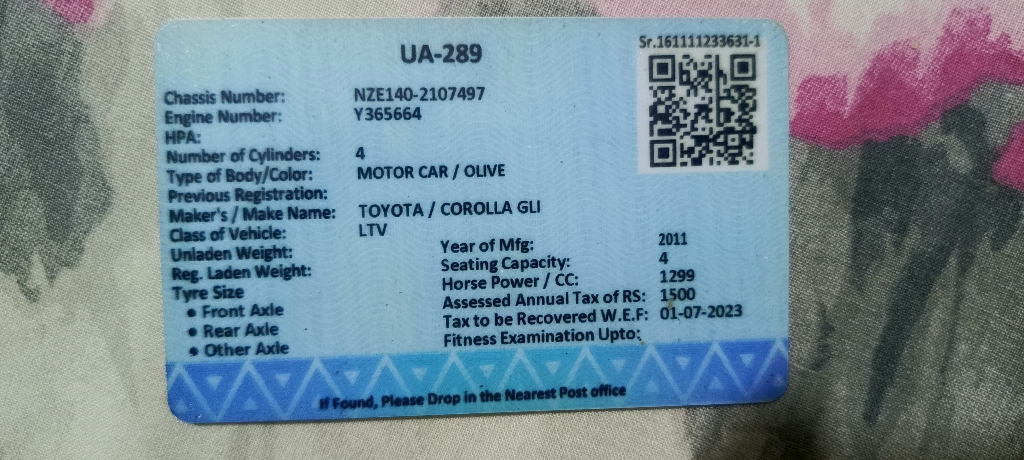 Sr.161111233631-1
UA-289
Chassis Number: NZE140-2107497
Engine Number: Y365664
HPA:
Number of Cylinders: 4
Type of Body/Color: MOTOR CAR / OLIVE
Previous Registration:
Maker's / Make Name: TOYOTA / COROLLA GLI
Class of Vehicle: LTV
Unladen Weight:
Reg. Laden Weight:
Tyre Size
• Front Axle
• Rear Axle
• Other Axle
Year of Mfg: 2011
Seating Capacity: 4
Horse Power / CC: 1299
Assessed Annual Tax of RS: 1500
Tax to be Recovered W.E.F: 01-07-2023
Fitness Examination Upto:
If Found, Please Drop in the Nearest Post office